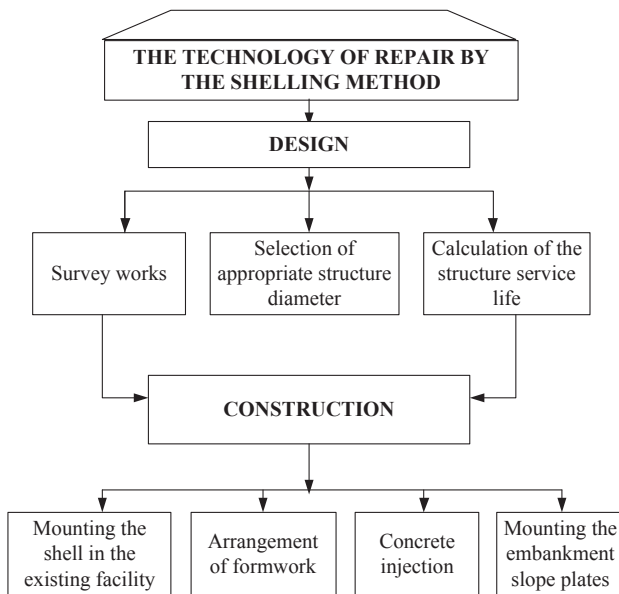 THE TECHNOLOGY OF REPAIR BY
THE SHELLING METHOD
DESIGN
Survey works
Selection of
appropriate structure
diameter
Calculation of the
structure service
life
CONSTRUCTION
Mounting the
shell in the
existing facility
Arrangement
of formwork
Concrete
injection
Mounting the
embankment
slope plates